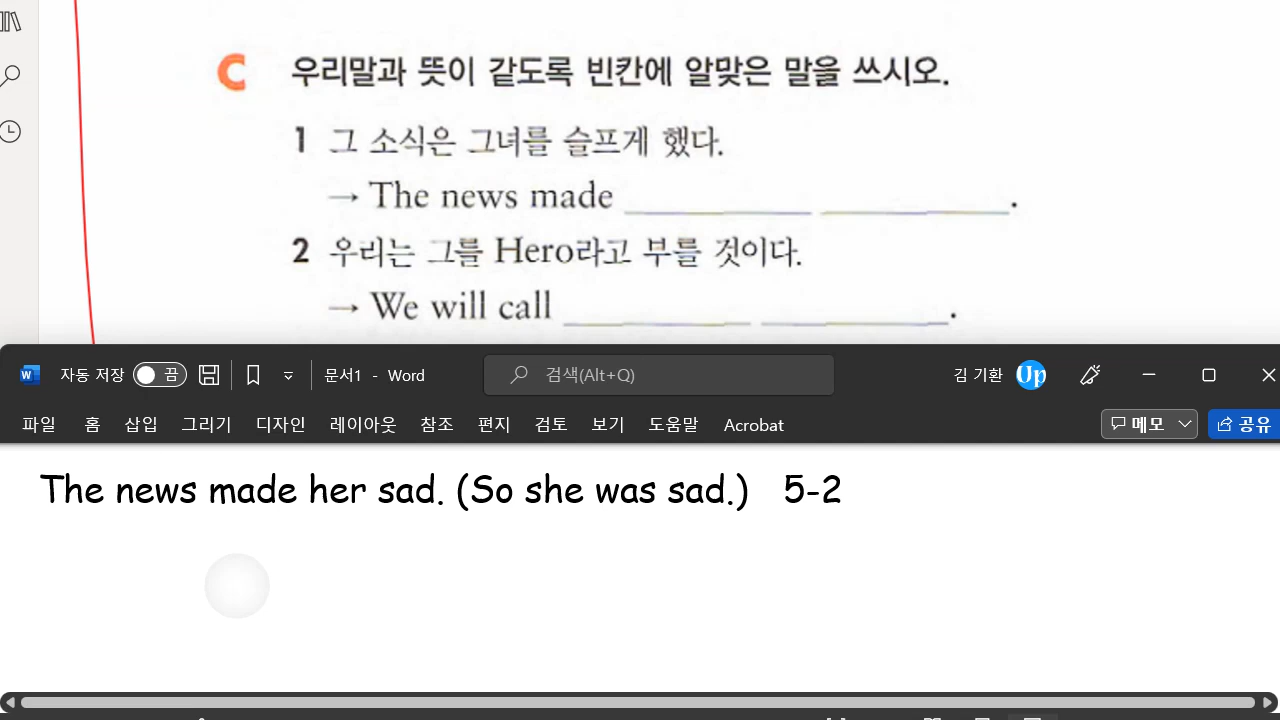 C 우리말과 뜻이 같도록 빈칸에 알맞은 말을 쓰시오.
1 그 소식은 그녀를 슬프게 했다.
→ The news made ________ ________.
2 우리는 그를 Hero라고 부를 것이다.
→ We will call ________ ________.
자동 저장 끔 문서1 - Word 검색(Alt+Q) 김 기환 Up
파일 홈 삽입 그리기 디자인 레이아웃 참조 편지 검토 보기 도움말 Acrobat 메모 공유
The news made her sad. (So she was sad.) 5-2